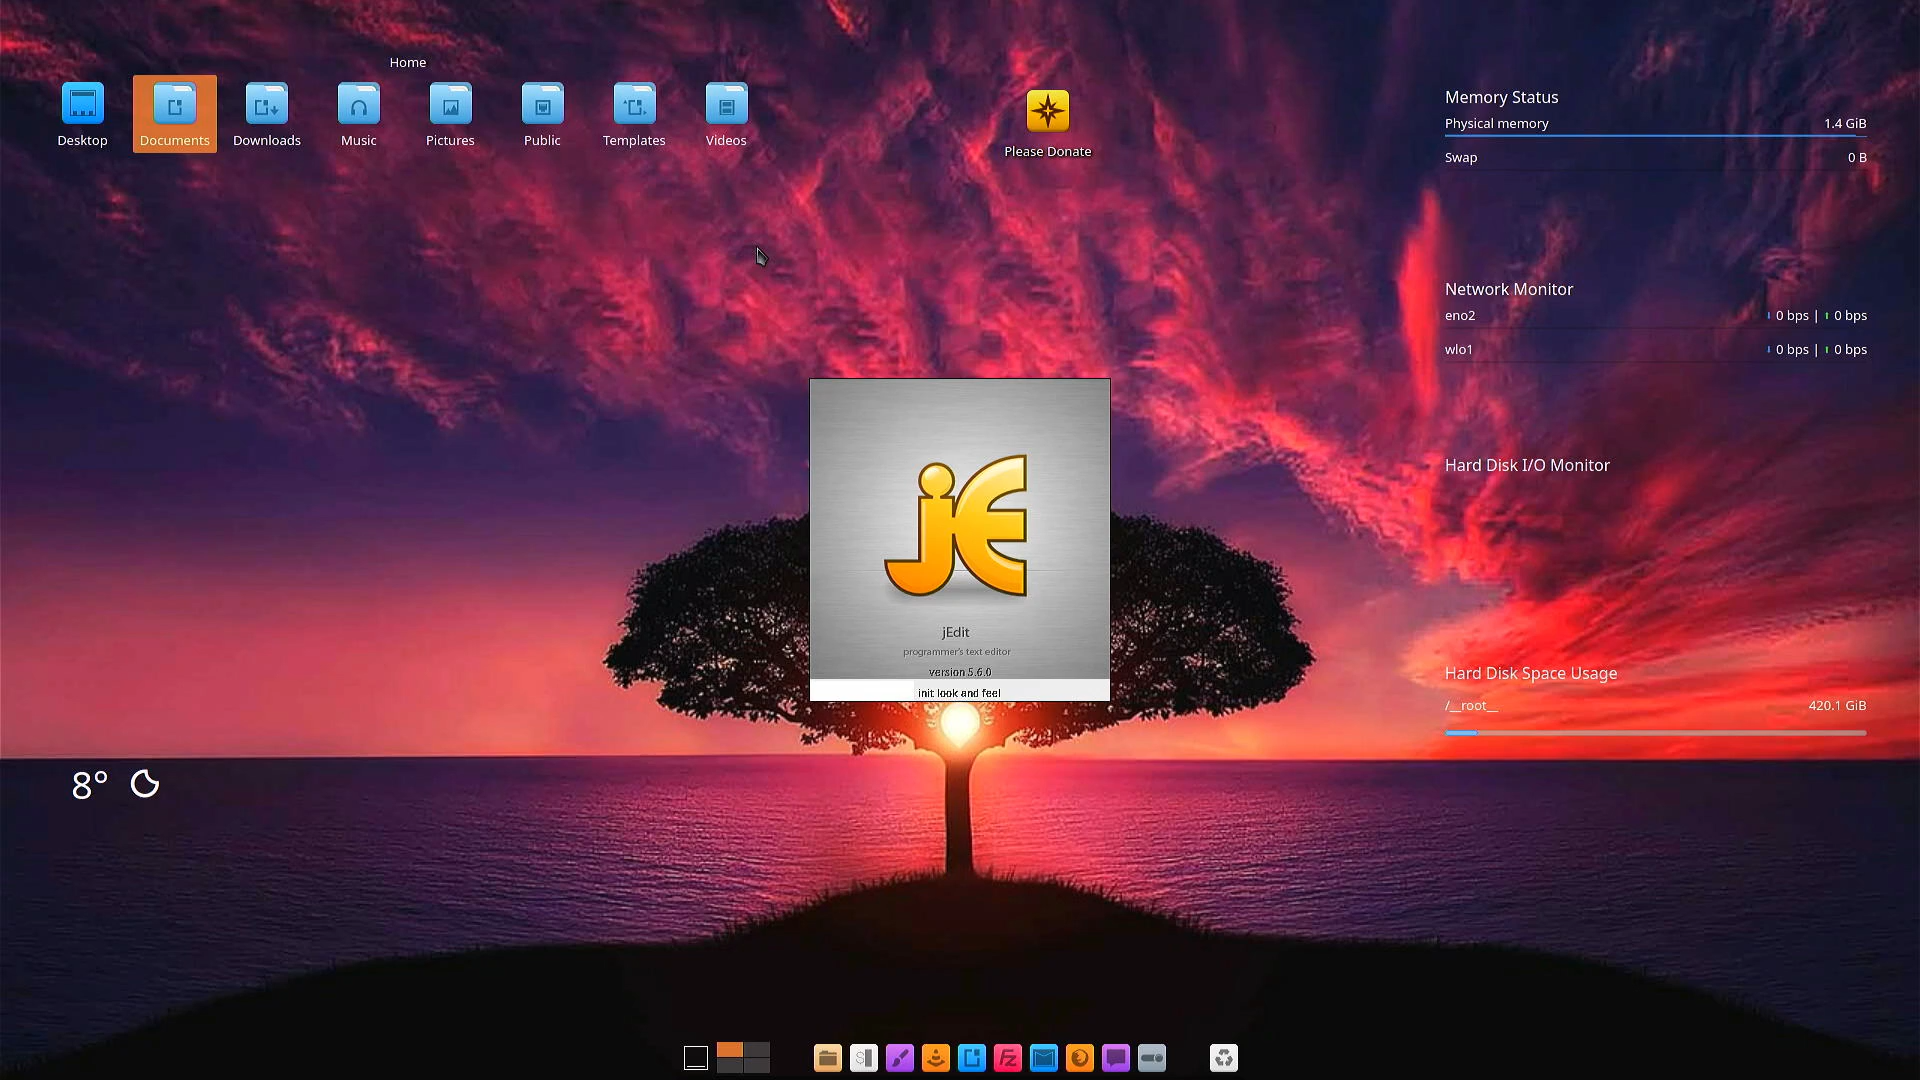 Home
Desktop
Documents
Downloads
Music
Pictures
Public
Templates
Videos
Please Donate
Memory Status
Physical memory 1.4 GiB
Swap 0 B
Network Monitor
eno2 0 bps | 0 bps
wlo1 0 bps | 0 bps
Hard Disk I/O Monitor
Hard Disk Space Usage
/__root__ 420.1 GiB
jE
jEdit
programmer's text editor
version 5.6.0
init look and feel
8°
S
Fz